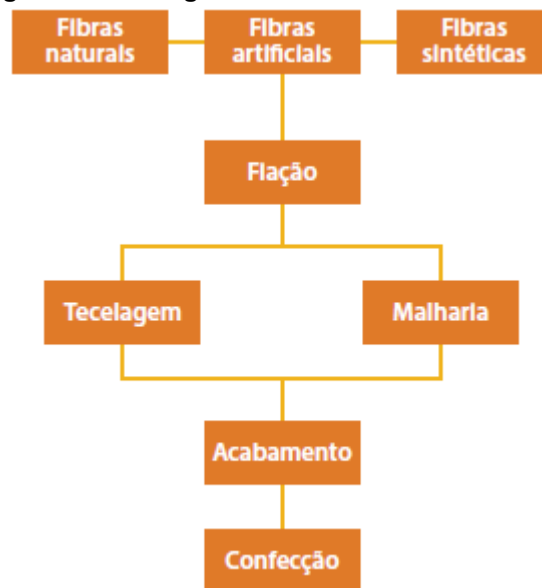 Fibras
naturais
Fibras
artificiais
Fibras
sintéticas
Fiação
Tecelagem
Malharia
Acabamento
Confecção